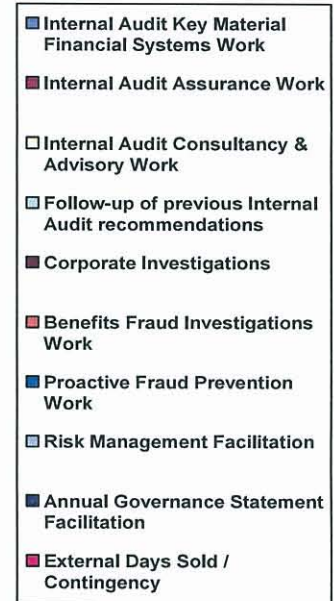 Internal Audit Key Material
Financial Systems Work
Internal Audit Assurance Work
Internal Audit Consultancy &
Advisory Work
Follow-up of previous Internal
Audit recommendations
Corporate Investigations
Benefits Fraud Investigations
Work
Proactive Fraud Prevention
Work
Risk Management Facilitation
Annual Governance Statement
Facilitation
External Days Sold /
Contingency